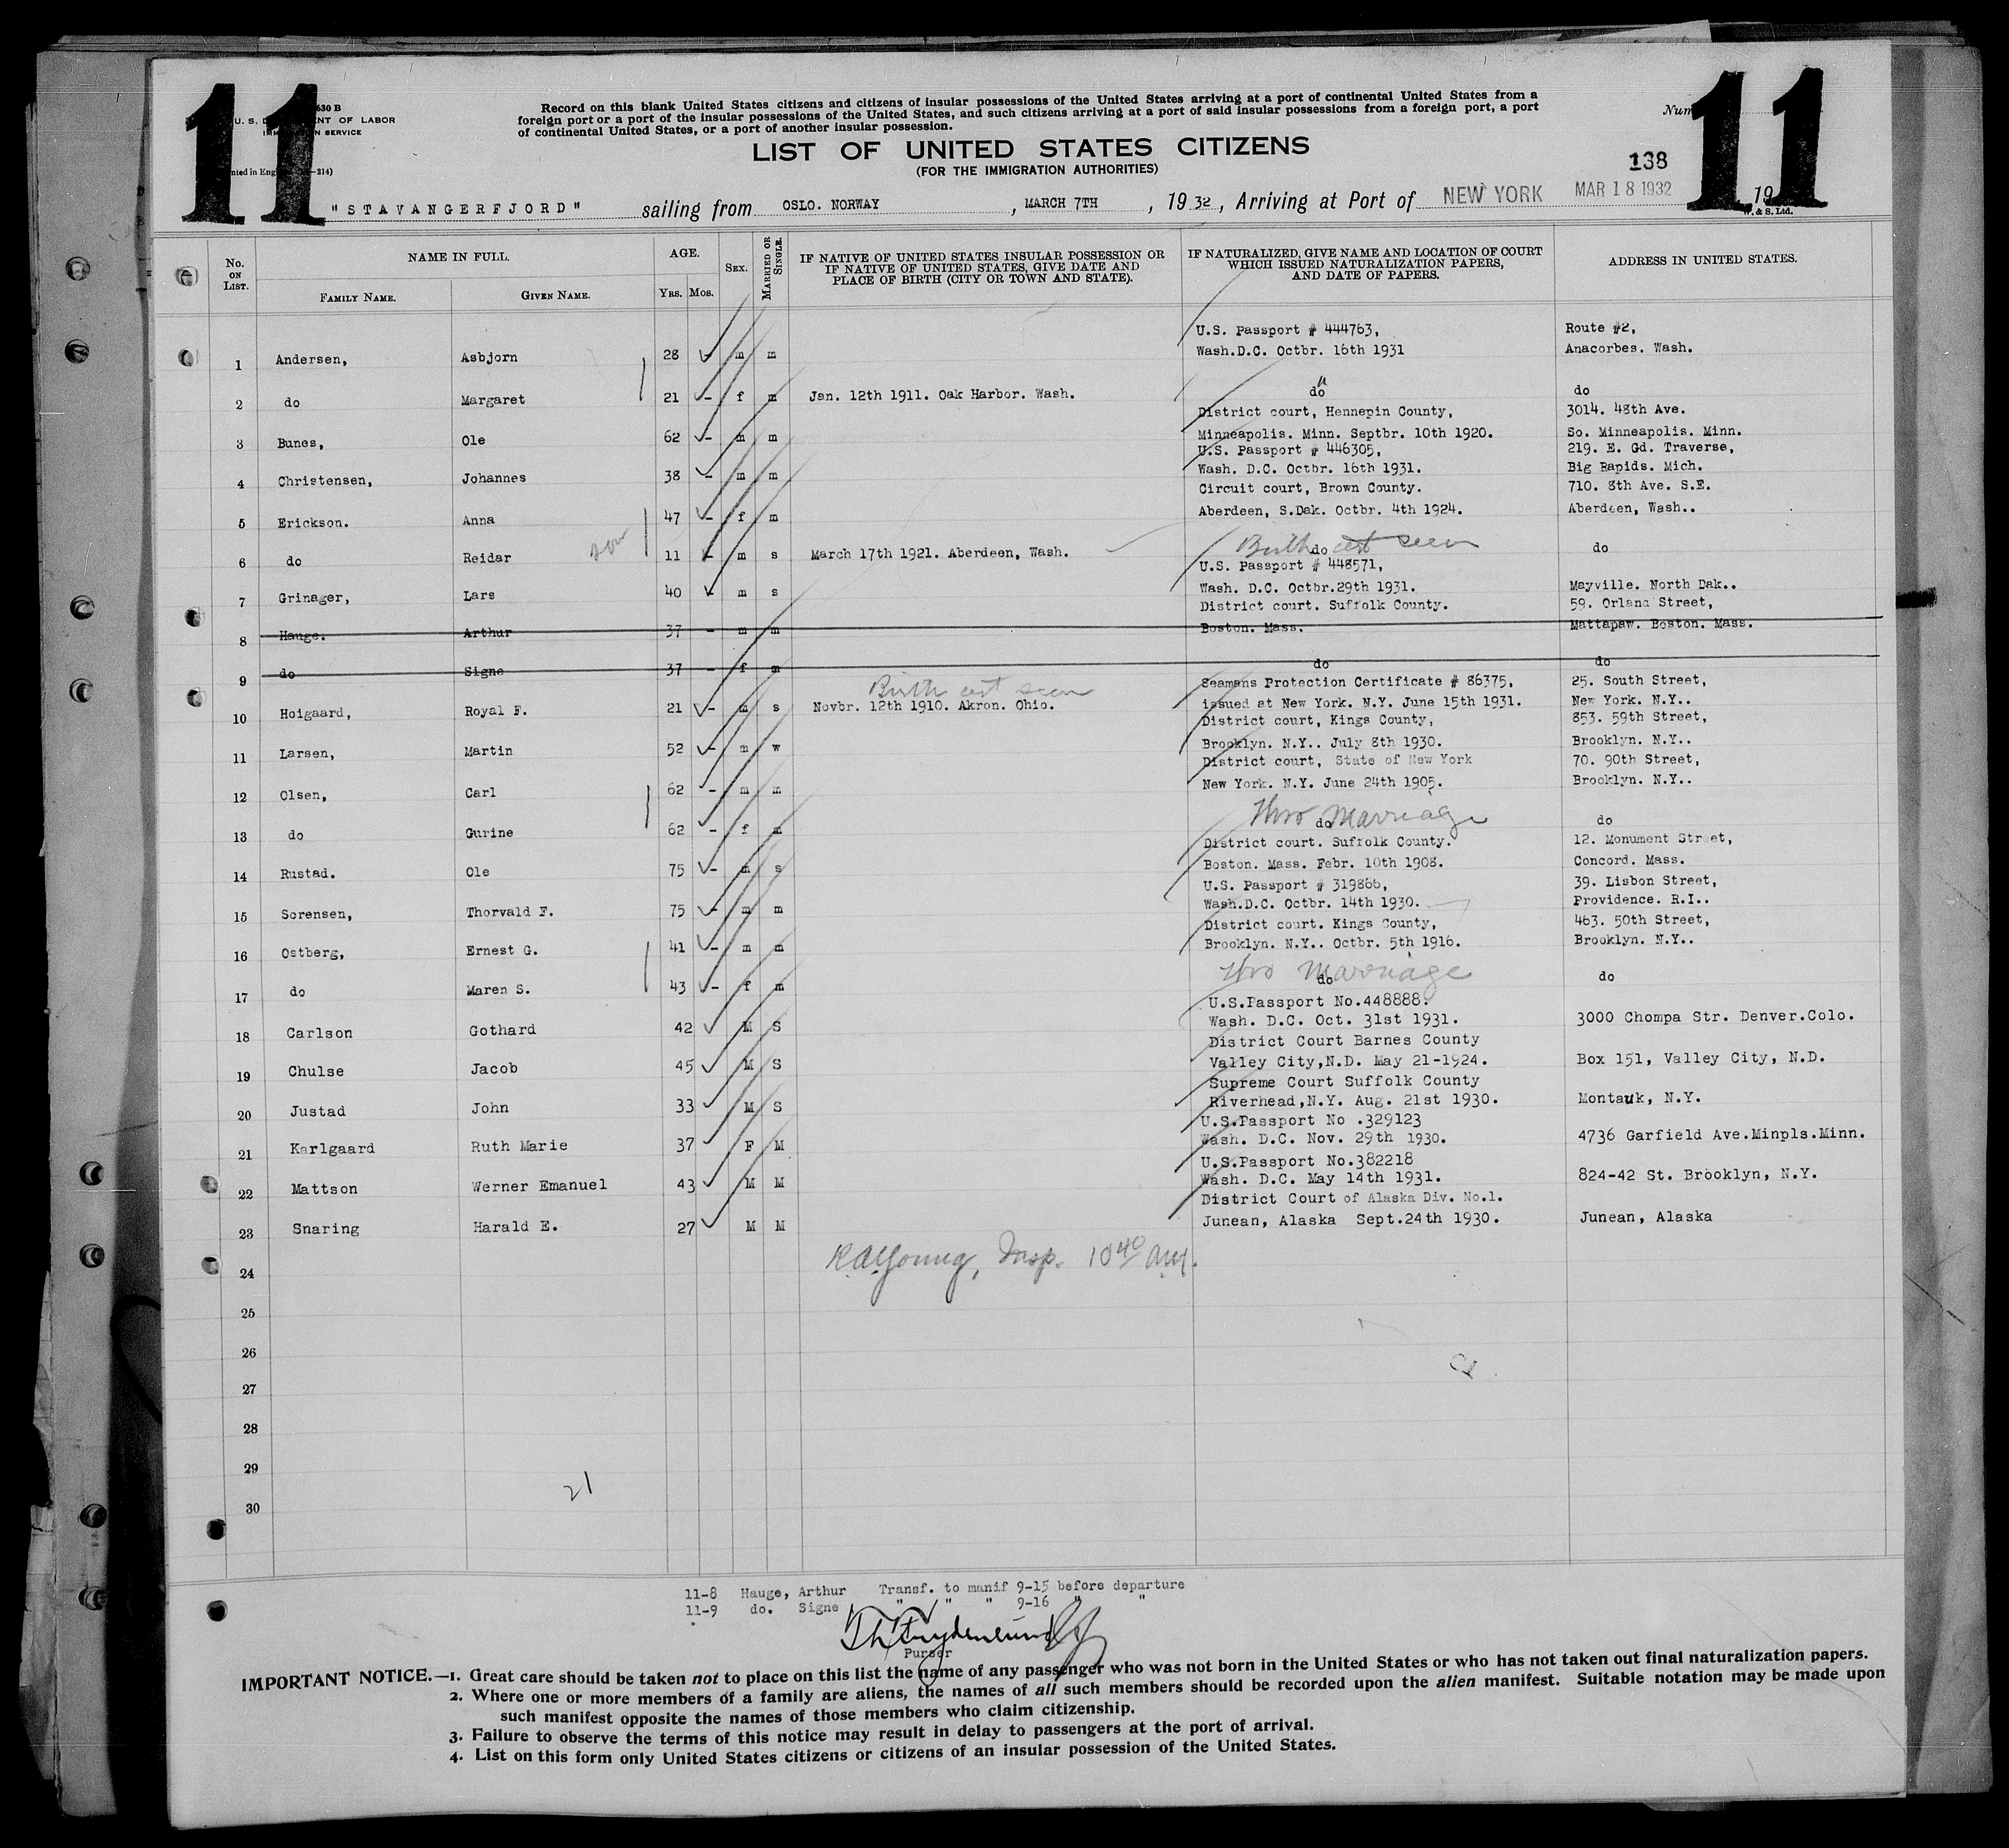 11
11
630 B
U. S. D NT OF LABOR
IMM N SERVICE
nted in Eng —214)
Record on this blank United States citizens and citizens of insular possessions of the United States arriving at a port of continental United States from a
foreign port or a port of the insular possessions of the United States, and such citizens arriving at a port of said insular possessions from a foreign port, a port
of continental United States, or a port of another insular possession.
Num
LIST OF UNITED STATES CITIZENS
(FOR THE IMMIGRATION AUTHORITIES)
138
"STAVANGERFJORD" sailing from OSLO. NORWAY, MARCH 7TH, 19 32, Arriving at Port of NEW YORK MAR 18 1932 19
W. & S. Ltd.
No. ON LIST. NAME IN FULL. FAMILY NAME. GIVEN NAME. AGE. YRS. MOS. SEX. MARRIED OR SINGLE. IF NATIVE OF UNITED STATES INSULAR POSSESSION OR IF NATIVE OF UNITED STATES, GIVE DATE AND PLACE OF BIRTH (CITY OR TOWN AND STATE). IF NATURALIZED, GIVE NAME AND LOCATION OF COURT WHICH ISSUED NATURALIZATION PAPERS, AND DATE OF PAPERS. ADDRESS IN UNITED STATES.
U.S. Passport # 444763, Route #2,
1 Andersen, Asbjorn 28 - m m Wash.D.C. Octbr. 16th 1931 Anacorbes. Wash.
2 do Margaret 21 - f m Jan. 12th 1911. Oak Harbor. Wash. do " do
District court, Hennepin County, 3014. 48th Ave.
3 Bunes, Ole 62 - m m Minneapolis. Minn. Septbr. 10th 1920. So. Minneapolis. Minn.
U.S. Passport # 446305, 219. E. Gd. Traverse,
4 Christensen, Johannes 38 - m m Wash. D.C. Octbr. 16th 1931. Big Rapids. Mich.
Circuit court, Brown County. 710. 8th Ave. S.E.
5 Erickson. Anna 47 - f m Aberdeen, S.Dak. Octbr. 4th 1924. Aberdeen, Wash..
6 do Reidar son 11 - m s March 17th 1921. Aberdeen, Wash. do Birth cert seen do
U.S. Passport # 448571,
7 Grinager, Lars 40 - m s Wash. D.C. Octbr.29th 1931. Mayville. North Dak..
District court. Suffolk County. 59. Orland Street,
8 Hauge. Arthur 37 - m m Boston. Mass. Mattapaw. Boston. Mass.
9 do Signe 37 - f m do do
Birth cert seen Seamans Protection Certificate # 86375, 25. South Street,
10 Hoigaard, Royal F. 21 - m s Novbr. 12th 1910. Akron. Ohio. issued at New York. N.Y. June 15th 1931. New York. N.Y..
District court, Kings County, 853. 59th Street,
11 Larsen, Martin 52 - m w Brooklyn. N.Y.. July 8th 1930. Brooklyn. N.Y..
District court, State of New York 70. 90th Street,
12 Olsen, Carl 62 - m m New York. N.Y. June 24th 1905. Brooklyn. N.Y..
13 do Gurine 62 - f m do Thro Marriage do
District court. Suffolk County. 12. Monument Street,
14 Rustad. Ole 75 - m s Boston. Mass. Febr. 10th 1908. Concord. Mass.
U.S. Passport # 319866, 39. Lisbon Street,
15 Sorensen, Thorvald F. 75 - m m Wash.D.C. Octbr. 14th 1930. Providence. R.I..
District court. Kings County, 463. 50th Street,
16 Ostberg, Ernest G. 41 - m m Brooklyn. N.Y.. Octbr. 5th 1916. Brooklyn. N.Y..
17 do Maren S. 43 - f m do Thro Marriage do
U.S.Passport No.448888.
18 Carlson Gothard 42 M S Wash. D.C. Oct. 31st 1931. 3000 Chompa Str. Denver.Colo.
District Court Barnes County
19 Chulse Jacob 45 M S Valley City,N.D. May 21-1924. Box 151, Valley City, N.D.
Supreme Court Suffolk County
20 Justad John 33 M S Riverhead,N.Y. Aug. 21st 1930. Montauk, N.Y.
U.S.Passport No .329123
21 Karlgaard Ruth Marie 37 F M Wash. D.C. Nov. 29th 1930. 4736 Garfield Ave.Minpls.Minn.
U.S.Passport No.382218
22 Mattson Werner Emanuel 43 M M Wash. D.C. May 14th 1931. 824-42 St. Brooklyn, N.Y.
District Court of Alaska Div. No.1.
23 Snaring Harald E. 27 M M Junean, Alaska Sept.24th 1930. Junean, Alaska
24 R.A. Young, Insp. 10 40 AM.
25
26
27
28
29
30
21
11-8 Hauge, Arthur Transf. to manif 9-15 before departure
11-9 do. Signe " " " 9-16 " "
Purser
IMPORTANT NOTICE.—1. Great care should be taken not to place on this list the name of any passenger who was not born in the United States or who has not taken out final naturalization papers.
2. Where one or more members of a family are aliens, the names of all such members should be recorded upon the alien manifest. Suitable notation may be made upon
such manifest opposite the names of those members who claim citizenship.
3. Failure to observe the terms of this notice may result in delay to passengers at the port of arrival.
4. List on this form only United States citizens or citizens of an insular possession of the United States.